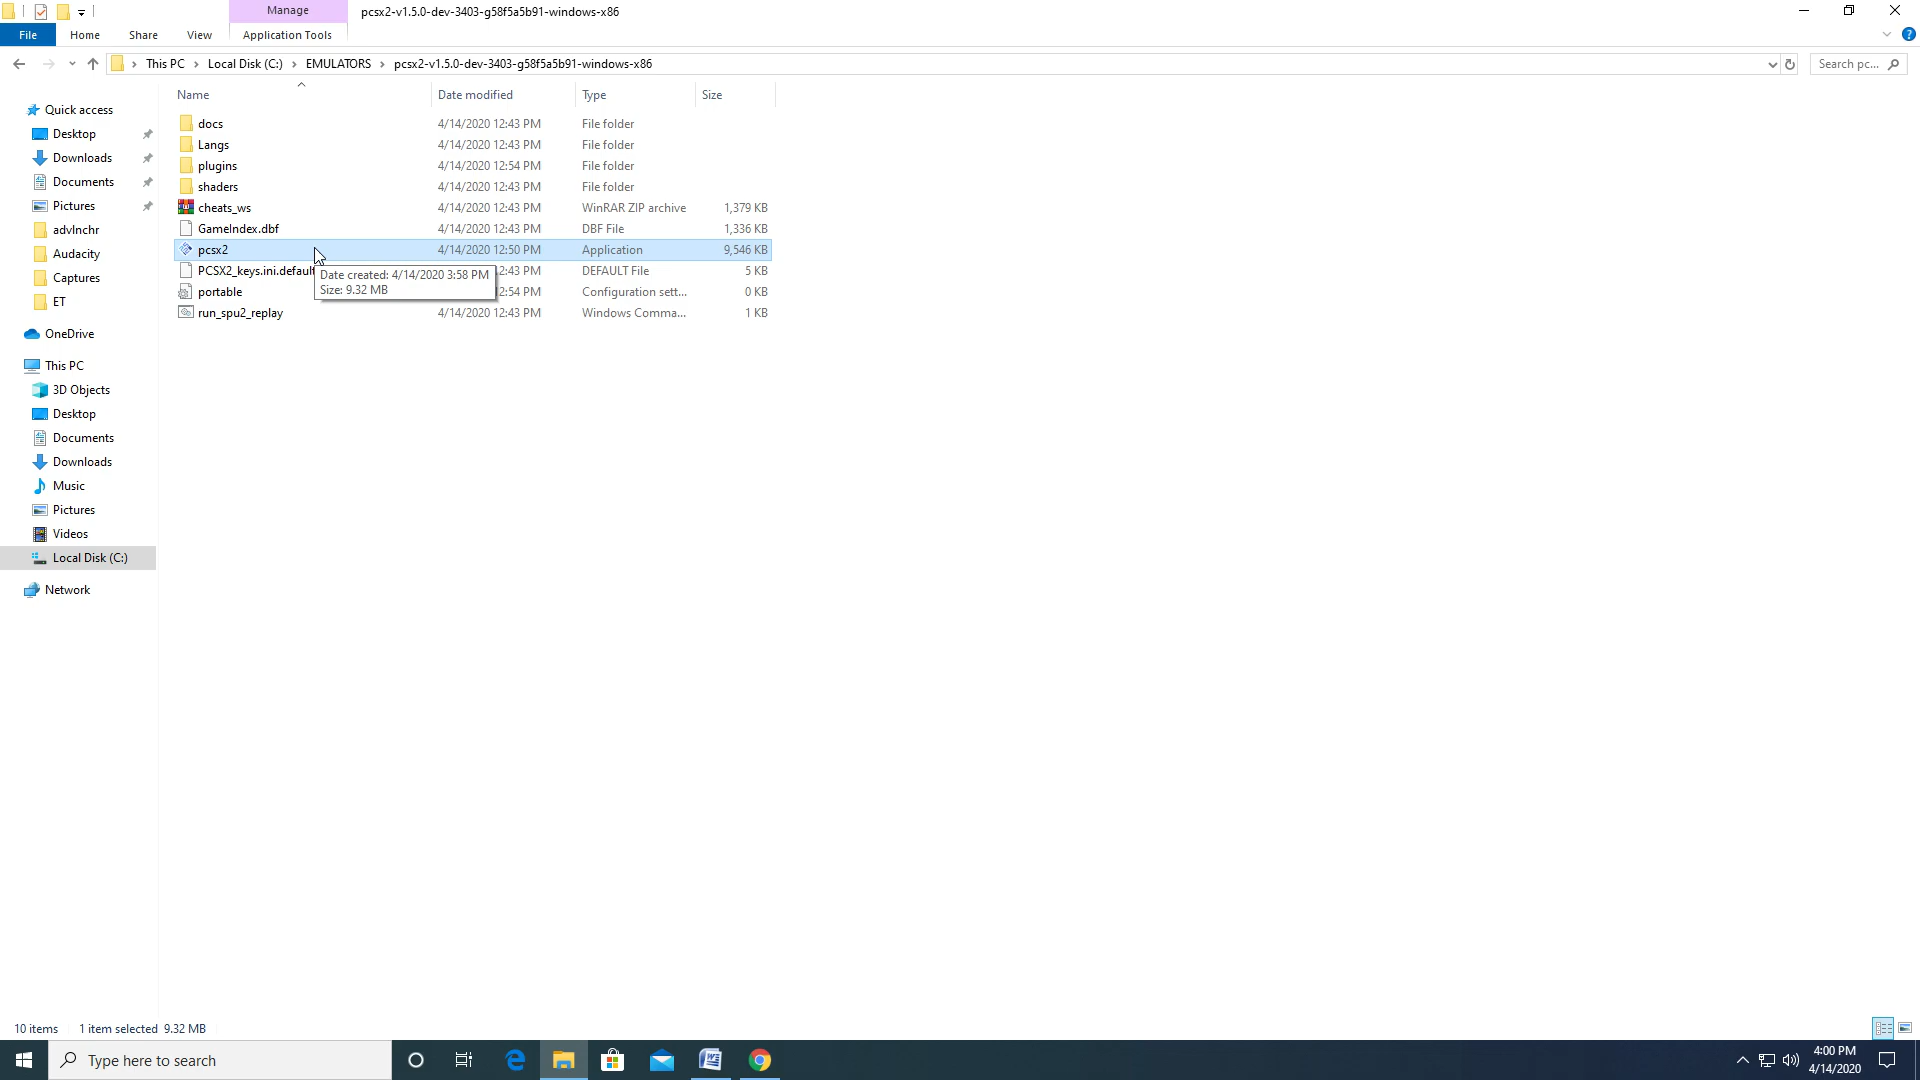 Manage
pcsx2-v1.5.0-dev-3403-g58f5a5b91-windows-x86
File Home Share View Application Tools
This PC Local Disk (C:) EMULATORS pcsx2-v1.5.0-dev-3403-g58f5a5b91-windows-x86
Search pc...
Name Date modified Type Size
docs 4/14/2020 12:43 PM File folder
Langs 4/14/2020 12:43 PM File folder
plugins 4/14/2020 12:54 PM File folder
shaders 4/14/2020 12:43 PM File folder
cheats_ws 4/14/2020 12:43 PM WinRAR ZIP archive 1,379 KB
GameIndex.dbf 4/14/2020 12:43 PM DBF File 1,336 KB
pcsx2 4/14/2020 12:50 PM Application 9,546 KB
PCSX2_keys.ini.default 12:43 PM DEFAULT File 5 KB
portable 2:54 PM Configuration sett... 0 KB
run_spu2_replay 4/14/2020 12:43 PM Windows Comma... 1 KB
Date created: 4/14/2020 3:58 PM
Size: 9.32 MB
Quick access
Desktop
Downloads
Documents
Pictures
advlnchr
Audacity
Captures
ET
OneDrive
This PC
3D Objects
Desktop
Documents
Downloads
Music
Pictures
Videos
Local Disk (C:)
Network
10 items 1 item selected 9.32 MB
Type here to search
4:00 PM
4/14/2020